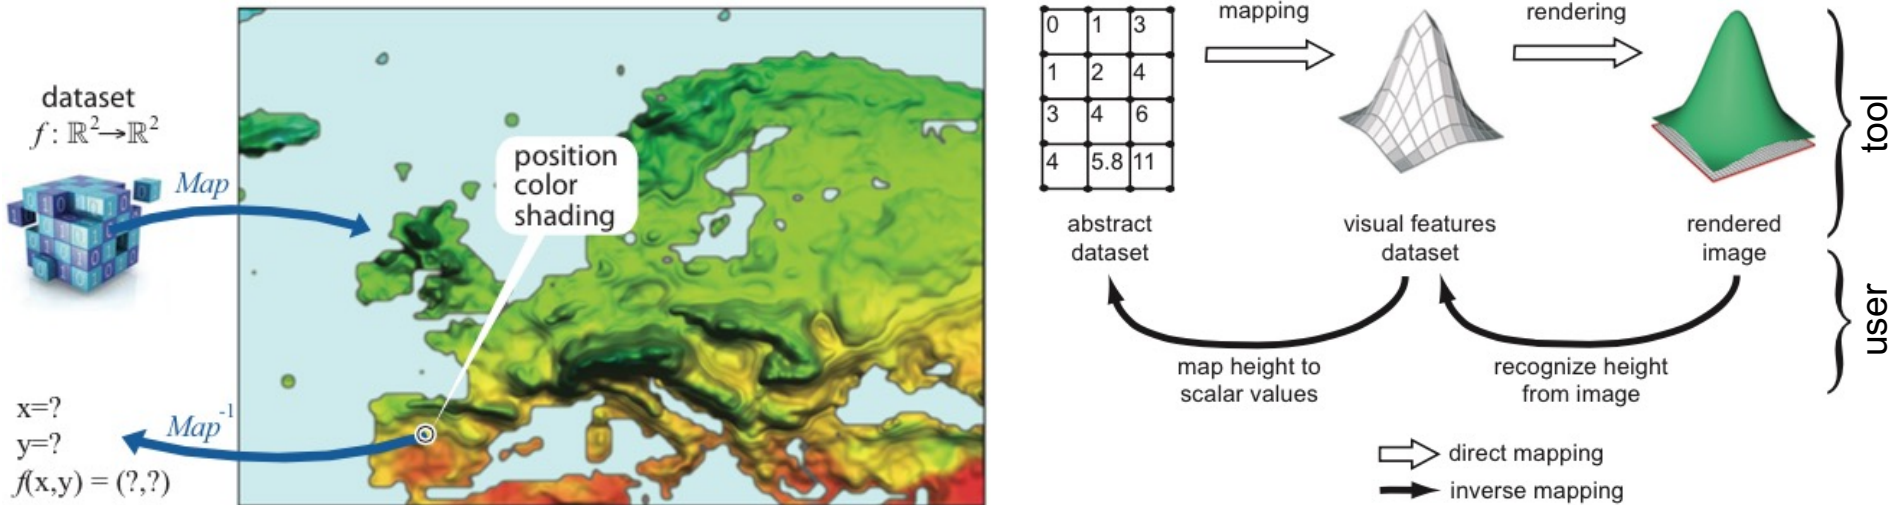 dataset
f : ℝ²→ℝ²
Map
position
color
shading
x=?
y=?
f(x,y) = (?,?)
Map⁻¹
mapping
rendering
0 1 3
1 2 4
3 4 6
4 5.8 11
abstract
dataset
visual features
dataset
rendered
image
tool
map height to
scalar values
recognize height
from image
user
direct mapping
inverse mapping